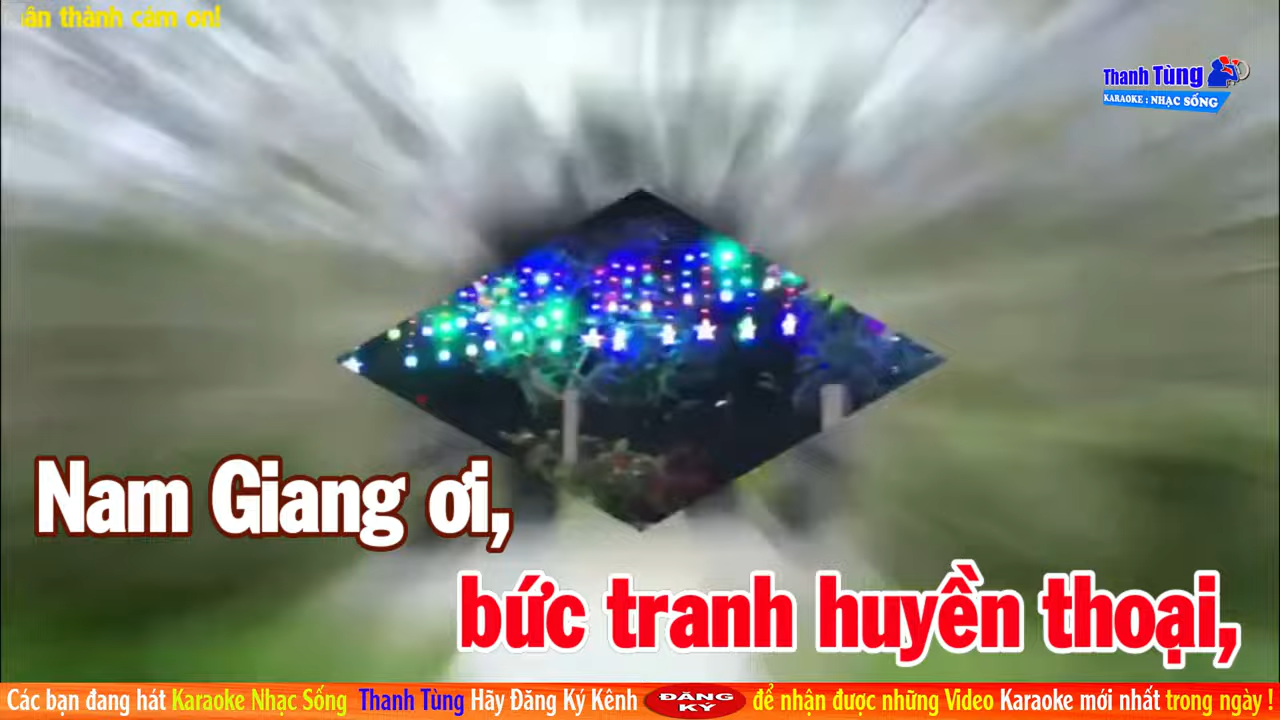 ân thành cảm ơn!
Thanh Tùng
KARAOKE : NHẠC SỐNG
Nam Giang ơi,
bức tranh huyền thoại,
Các bạn đang hát Karaoke Nhạc Sống Thanh Tùng Hãy Đăng Ký Kênh ĐĂNG KÝ để nhận được những Video Karaoke mới nhất trong ngày !